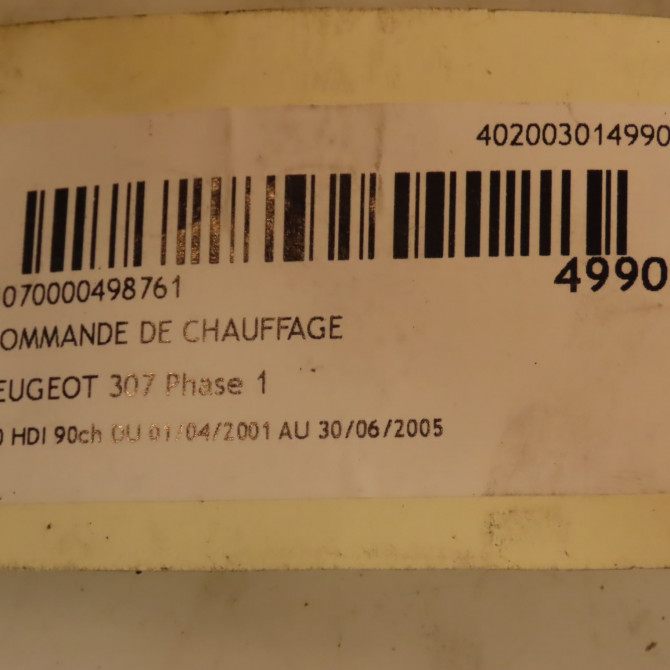 402003014990
4990
070000498761
OMMANDE DE CHAUFFAGE
EUGEOT 307 Phase 1
0 HDI 90ch DU 01/04/2001 AU 30/06/2005